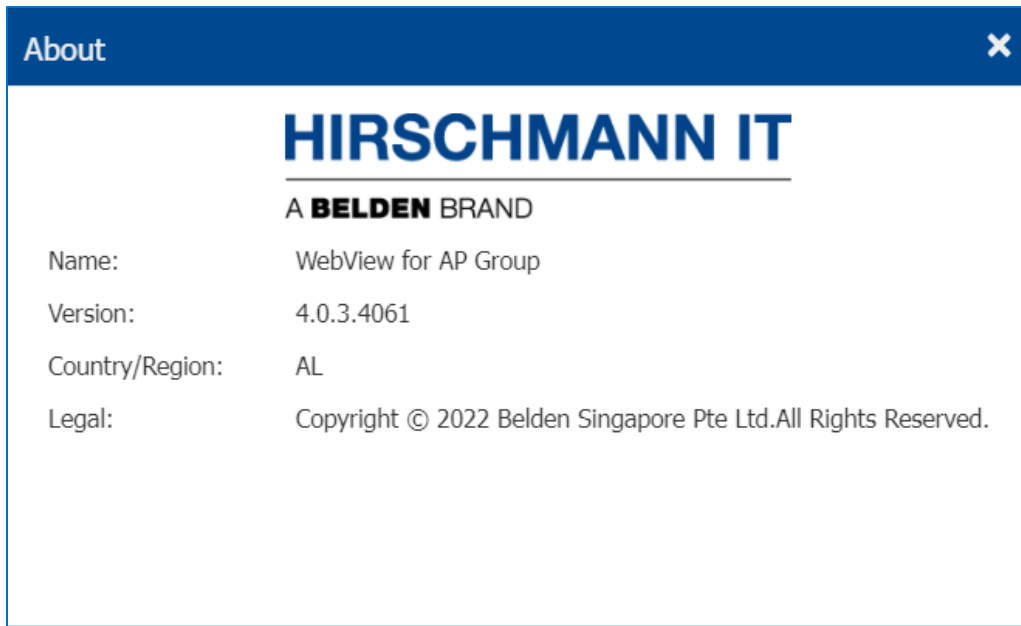 About
HIRSCHMANN IT
A BELDEN BRAND
Name: WebView for AP Group
Version: 4.0.3.4061
Country/Region: AL
Legal: Copyright © 2022 Belden Singapore Pte Ltd.All Rights Reserved.